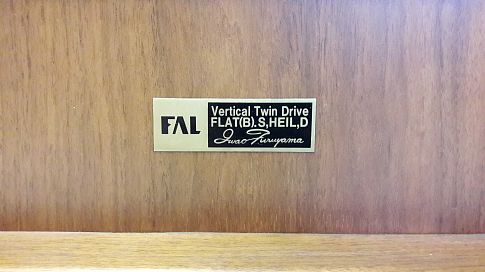 FAL
Vertical Twin Drive
FLAT(B).S,HEIL,D
Iwao Furuyama